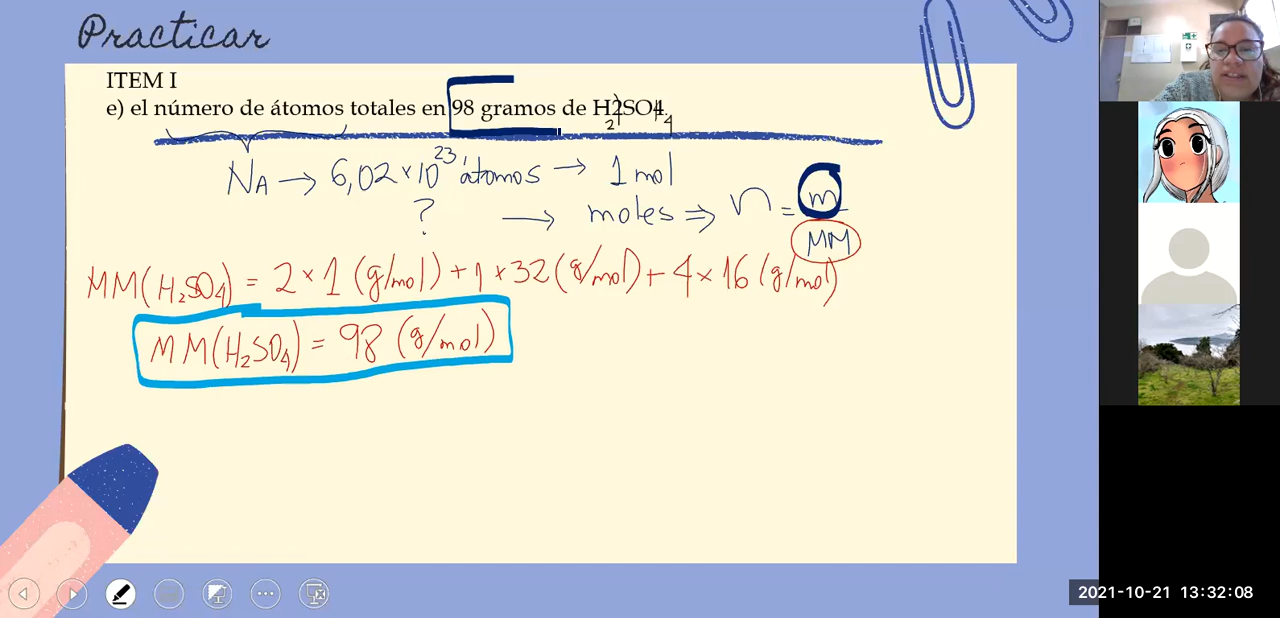 Practicar
ITEM I
e) el número de átomos totales en 98 gramos de H2SO4.
2 4
NA → 6,02 × 10²³ átomos → 1 mol
? → moles ⇒ n = m / MM
MM(H₂SO₄) = 2 × 1 (g/mol) + 1 × 32 (g/mol) + 4 × 16 (g/mol)
MM(H₂SO₄) = 98 (g/mol)
2021-10-21 13:32:08